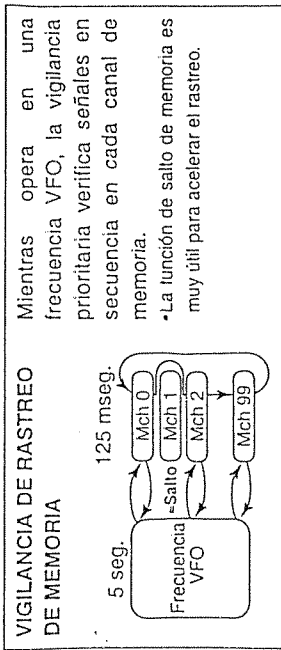 VIGILANCIA DE RASTREO
DE MEMORIA
5 seg.
125 mseg.
Frecuencia
VFO
Mch 0
=Salto
Mch 1
Mch 2
Mch 99
Mientras opera en una
frecuencia VFO, la vigilancia
prioritaria verifica señales en
secuencia en cada canal de
memoria.
•La función de salto de memoria es
muy útil para acelerar el rastreo.